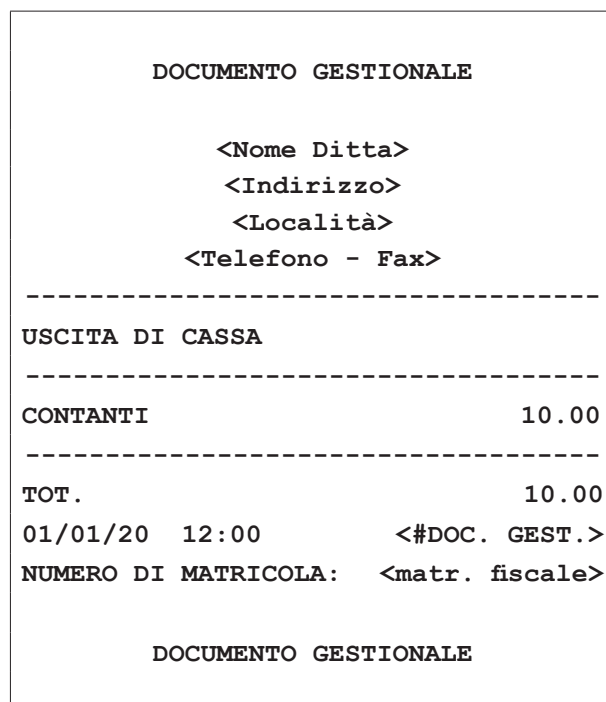 DOCUMENTO GESTIONALE
<Nome Ditta>
<Indirizzo>
<Località>
<Telefono - Fax>
------------------------------------
USCITA DI CASSA
------------------------------------
CONTANTI 10.00
------------------------------------
TOT. 10.00
01/01/20 12:00 <#DOC. GEST.>
NUMERO DI MATRICOLA: <matr. fiscale>
DOCUMENTO GESTIONALE